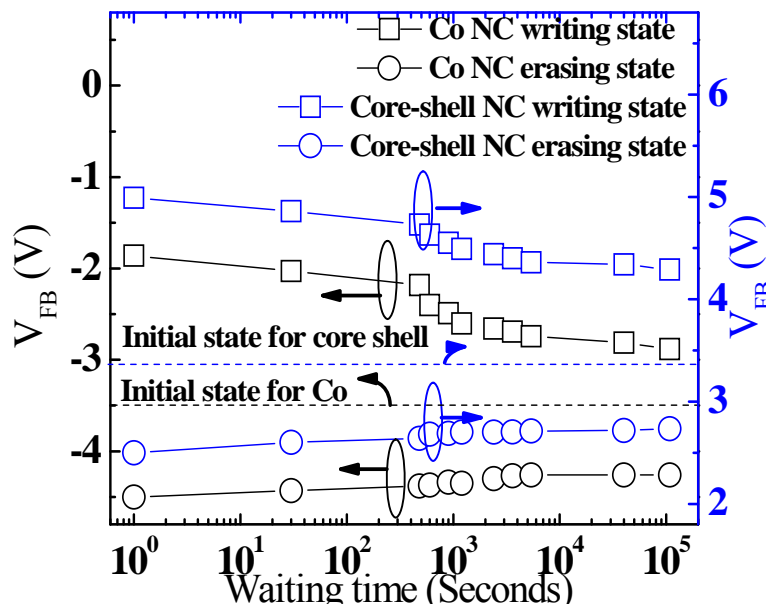 Co NC writing state
Co NC erasing state
Core-shell NC writing state
Core-shell NC erasing state
0
-1
-2
-3
-4
V_FB (V)
6
5
4
3
2
V_FB (V)
Initial state for core shell
Initial state for Co
10^0 10^1 10^2 10^3 10^4 10^5
Waiting time (Seconds)